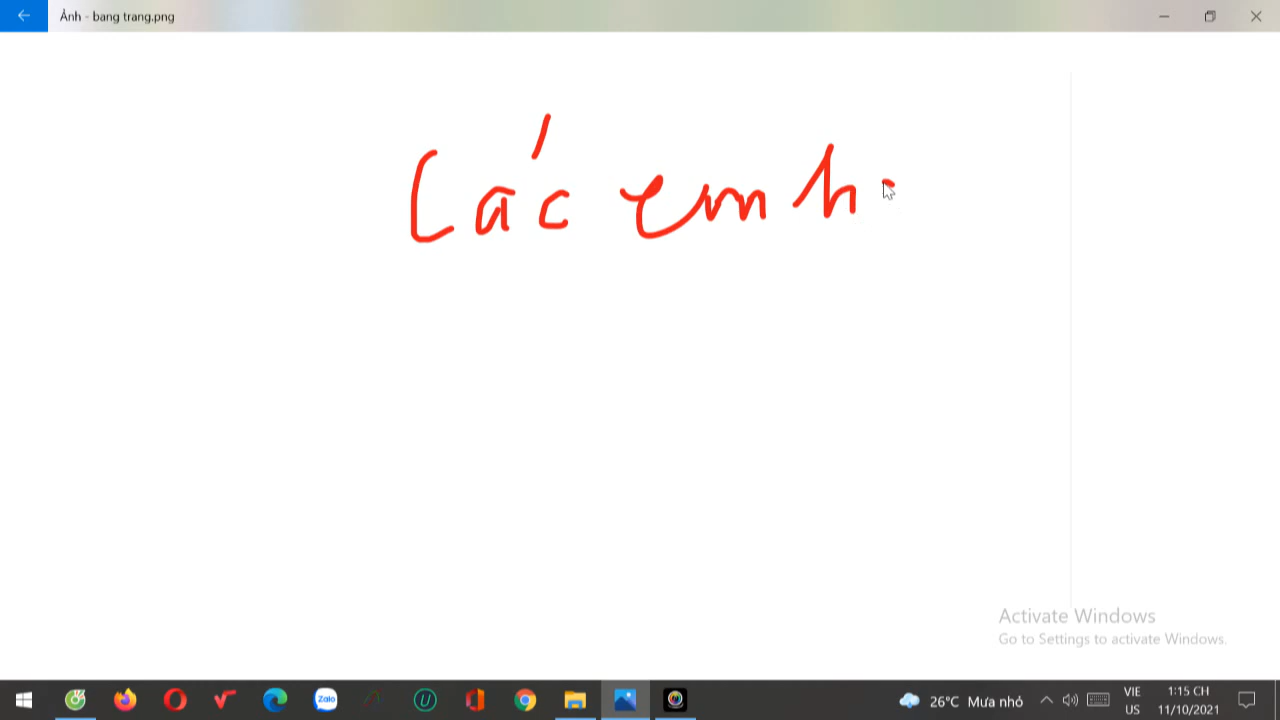 Ảnh - bang trang.png
Các em h
Activate Windows
Go to Settings to activate Windows.
Zalo
26°C Mưa nhỏ
VIE
US
1:15 CH
11/10/2021